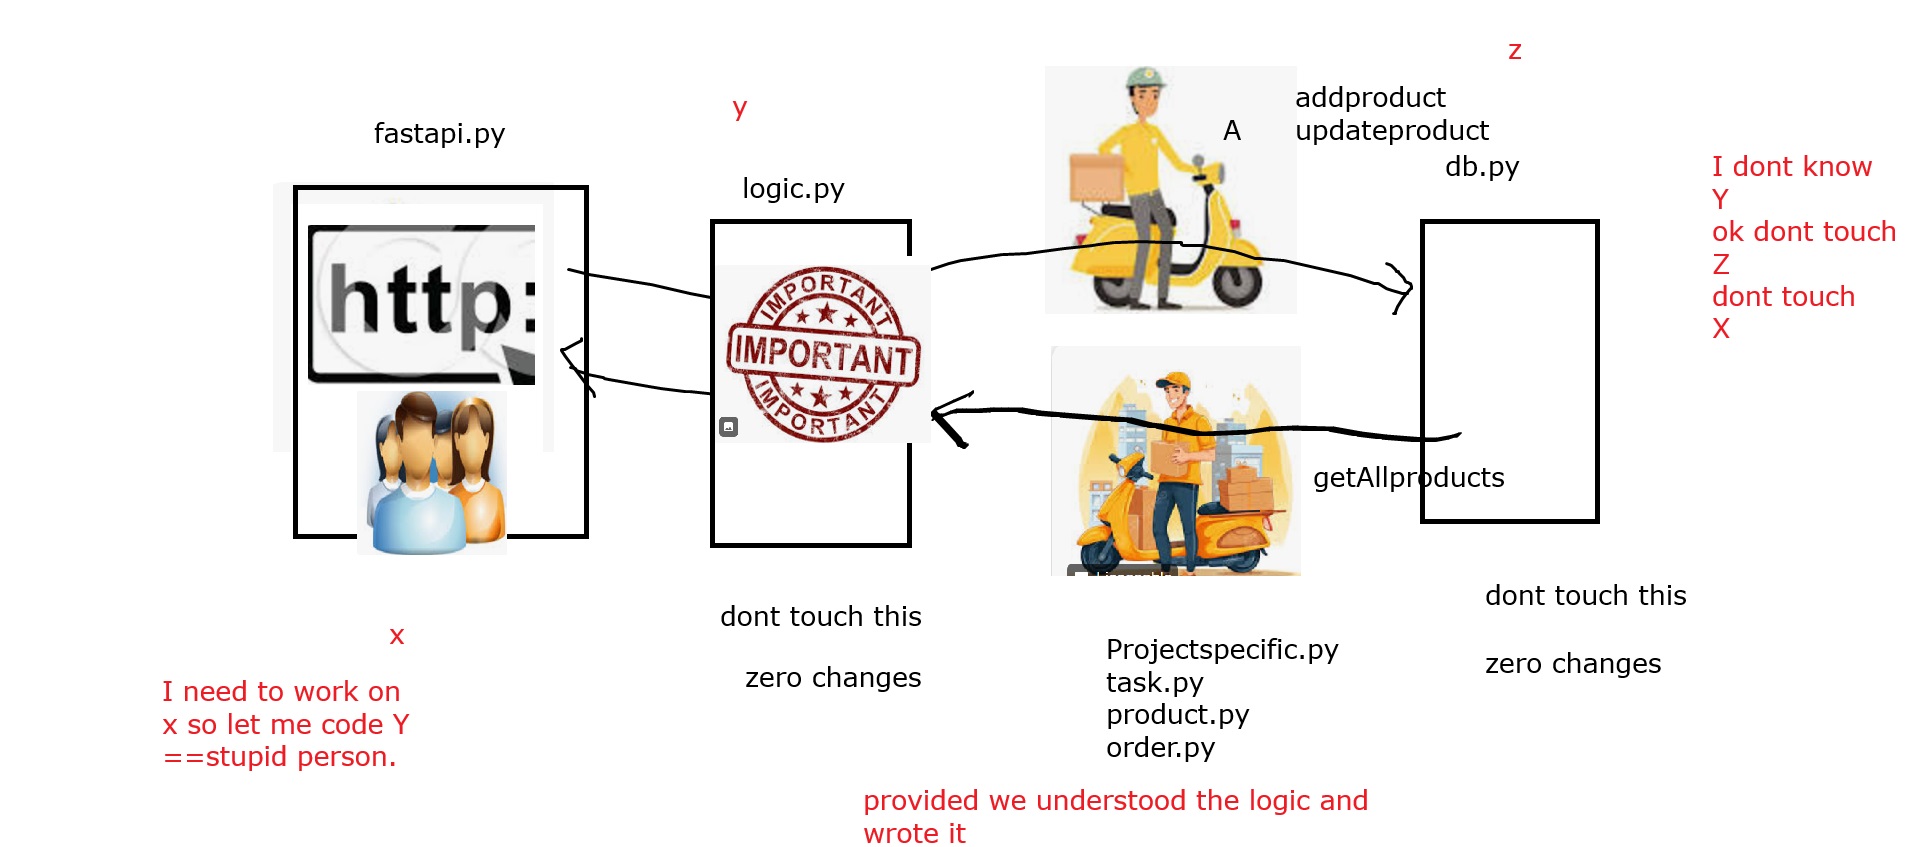 z
y
addproduct
A
updateproduct
fastapi.py
db.py
I dont know
Y
ok dont touch
Z
dont touch
X
logic.py
http:
IMPORTANT
IMPORTANT
IMPORTANT
getAllproducts
dont touch this
zero changes
dont touch this
zero changes
x
I need to work on
x so let me code Y
==stupid person.
Projectspecific.py
task.py
product.py
order.py
provided we understood the logic and
wrote it